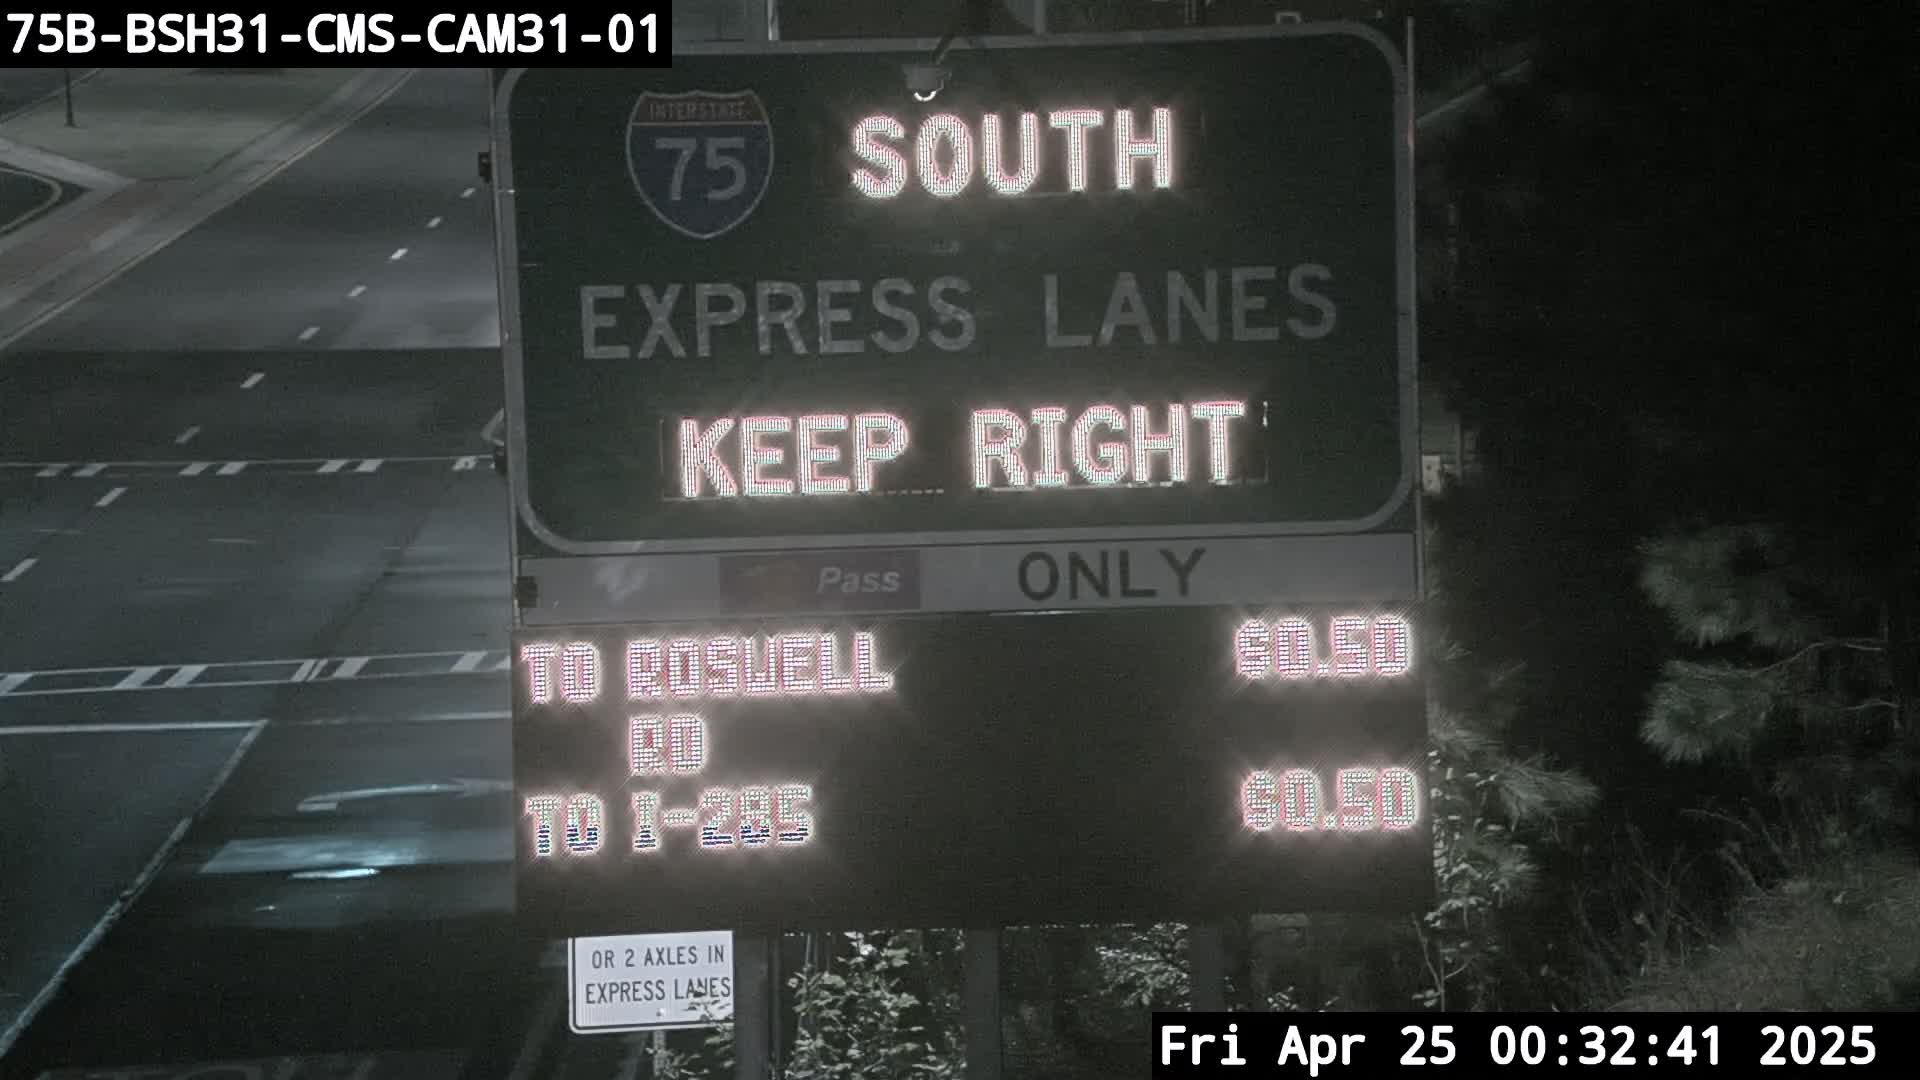 75B-BSH31-CMS-CAM31-01
INTERSTATE
75
SOUTH
EXPRESS LANES
KEEP RIGHT
Pass ONLY
TO ROSWELL $0.50
RD
TO I-285 $0.50
OR 2 AXLES IN
EXPRESS LANES
Fri Apr 25 00:32:41 2025